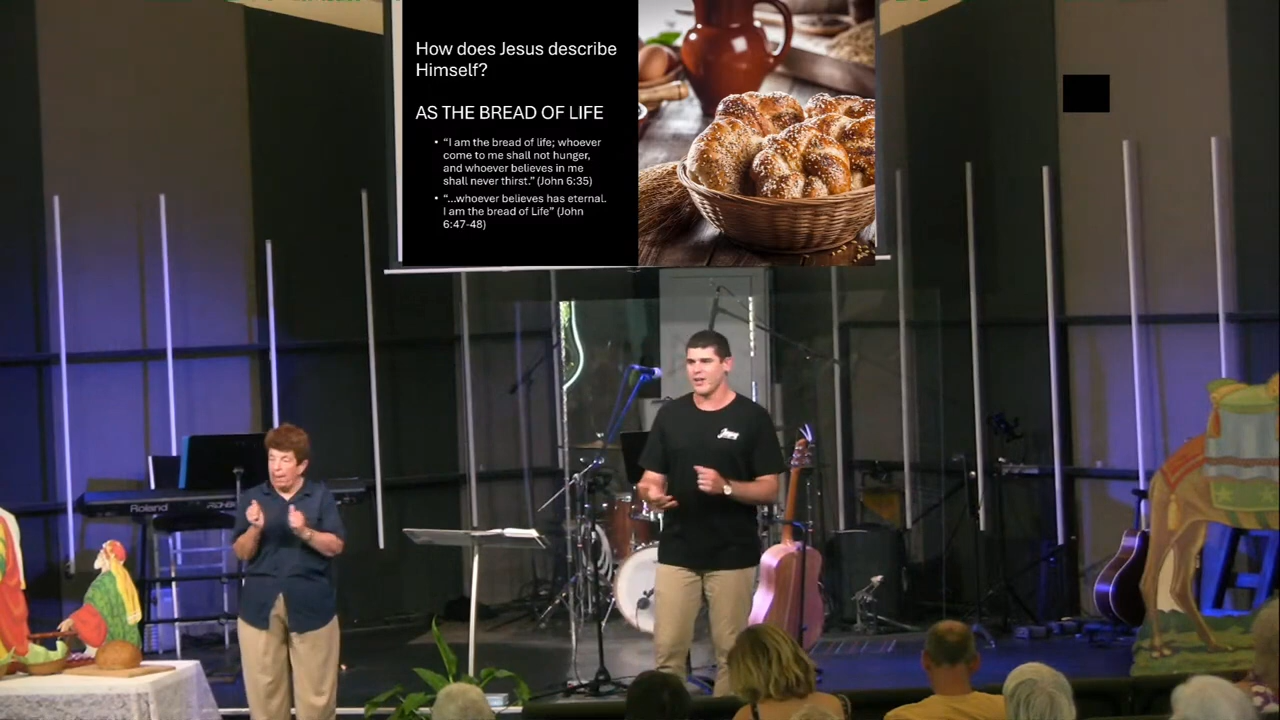 How does Jesus describe
Himself?
AS THE BREAD OF LIFE
• “I am the bread of life; whoever
come to me shall not hunger,
and whoever believes in me
shall never thirst.” (John 6:35)
• “...whoever believes has eternal.
I am the bread of Life” (John
6:47-48)
Roland